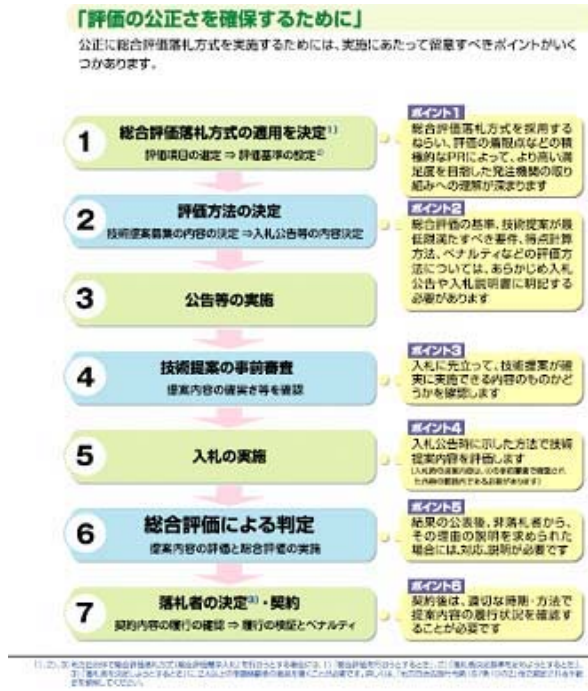 「評価の公正さを確保するために」
公正に総合評価落札方式を実施するためには、実施にあたって留意すべきポイントがいく
つかあります。
1
総合評価落札方式の適用を決定1)
評価項目の選定 ⇒ 評価基準の設定2)
ポイント1
総合評価落札方式を採用する
ねらい、評価の着眼点などの積
極的なPRによって、より高い満
足度を目指した発注機関の取り
組みへの理解が深まります
2
評価方法の決定
技術提案募集の内容の決定 ⇒入札公告等の内容決定
ポイント2
総合評価の基準、技術提案が最
低限満たすべき要件、得点計算
方法、ペナルティなどの評価方
法については、あらかじめ入札
公告や入札説明書に明記する
必要があります
3
公告等の実施
4
技術提案の事前審査
提案内容の確実さ等を確認
ポイント3
入札に先立って、技術提案が確
実に実施できる内容のものかど
うかを確認します
5
入札の実施
ポイント4
入札公告時に示した方法で技術
提案内容を評価します
6
総合評価による判定
提案内容の評価と総合評価の実施
ポイント5
結果の公表後、非落札者から、
その理由の説明を求められた
場合には、対応、説明が必要です
7
落札者の決定3)・契約
契約内容の履行の確認 ⇒ 履行の検証とペナルティ
ポイント6
契約後は、適切な時期・方法で
提案内容の履行状況を確認す
ることが必要です